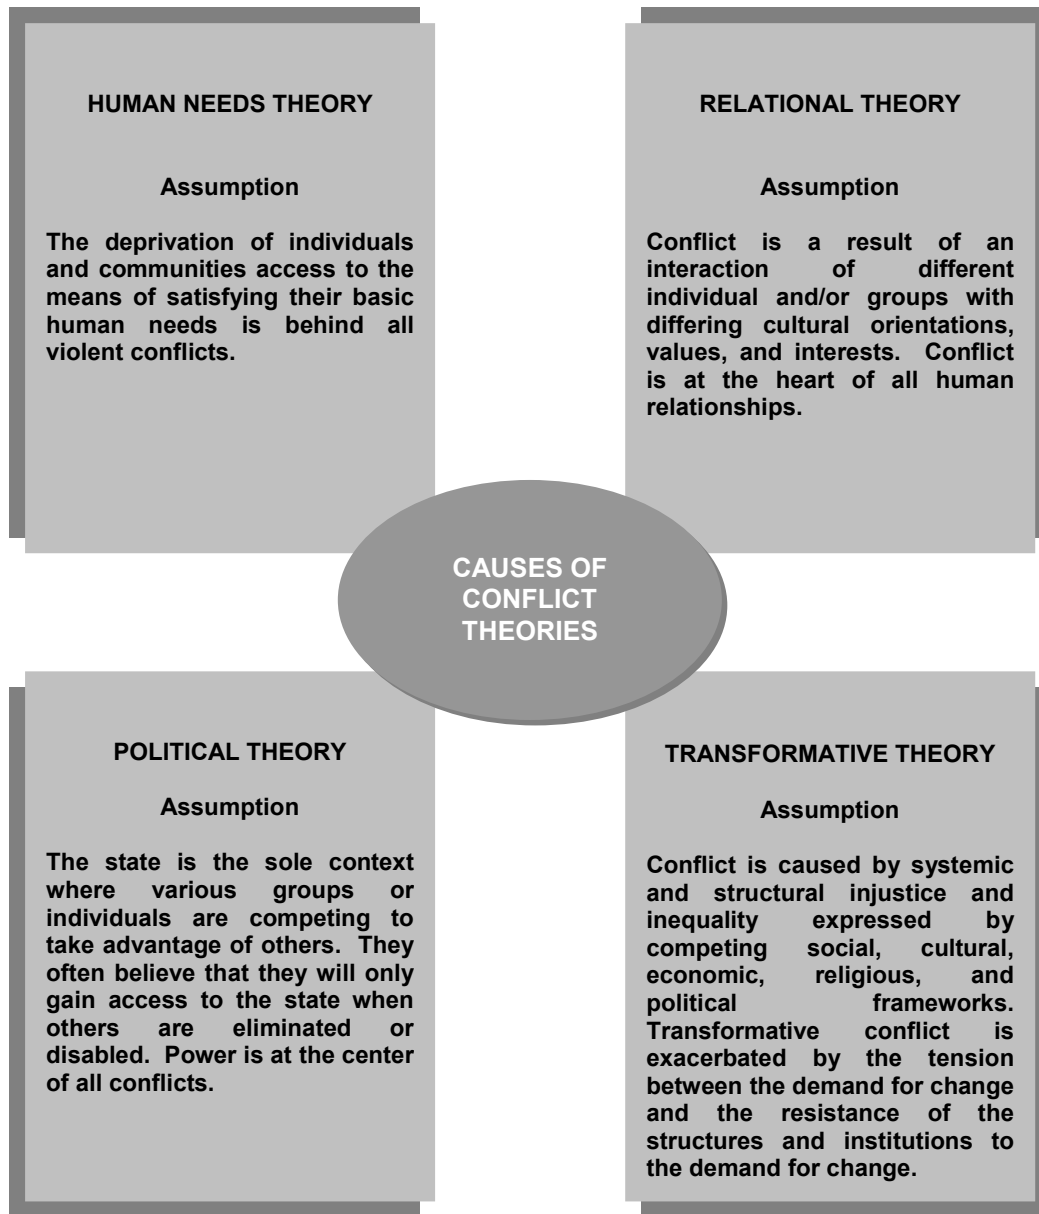 HUMAN NEEDS THEORY
Assumption
The deprivation of individuals
and communities access to the
means of satisfying their basic
human needs is behind all
violent conflicts.
RELATIONAL THEORY
Assumption
Conflict is a result of an
interaction of different
individual and/or groups with
differing cultural orientations,
values, and interests. Conflict
is at the heart of all human
relationships.
CAUSES OF
CONFLICT
THEORIES
POLITICAL THEORY
Assumption
The state is the sole context
where various groups or
individuals are competing to
take advantage of others. They
often believe that they will only
gain access to the state when
others are eliminated or
disabled. Power is at the center
of all conflicts.
TRANSFORMATIVE THEORY
Assumption
Conflict is caused by systemic
and structural injustice and
inequality expressed by
competing social, cultural,
economic, religious, and
political frameworks.
Transformative conflict is
exacerbated by the tension
between the demand for change
and the resistance of the
structures and institutions to
the demand for change.